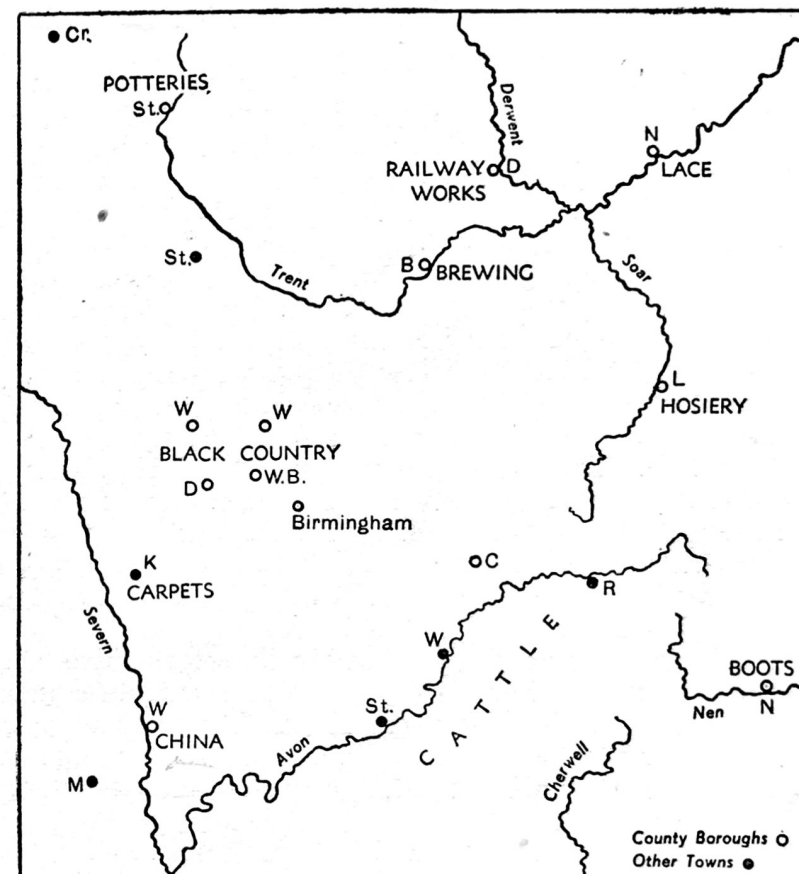 Cr.
POTTERIES
St.
Derwent
N
LACE
RAILWAY D
WORKS
St.
Trent
B BREWING
Soar
L
HOSIERY
W W
BLACK COUNTRY
D W.B.
Birmingham
K
CARPETS
C
R
Severn
W
CATTLE
BOOTS
N
Nen
W
CHINA
St.
Avon
M
Cherwell
County Boroughs
Other Towns